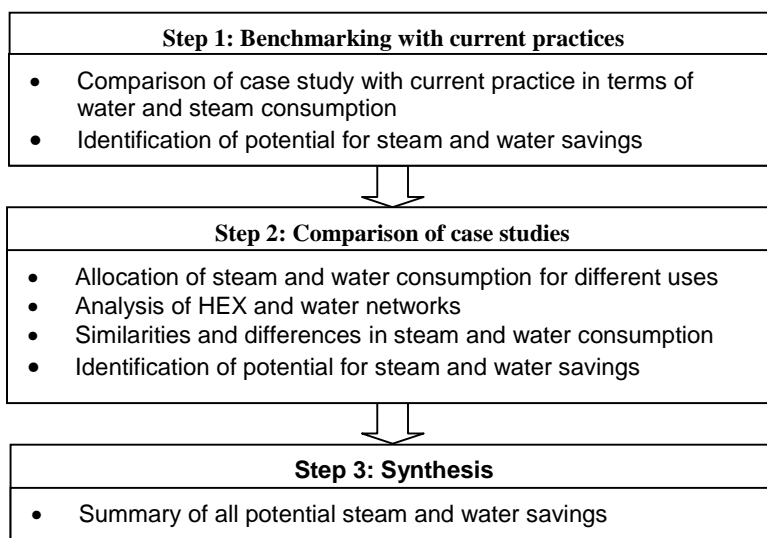 Step 1: Benchmarking with current practices
• Comparison of case study with current practice in terms of
water and steam consumption
• Identification of potential for steam and water savings
Step 2: Comparison of case studies
• Allocation of steam and water consumption for different uses
• Analysis of HEX and water networks
• Similarities and differences in steam and water consumption
• Identification of potential for steam and water savings
Step 3: Synthesis
• Summary of all potential steam and water savings